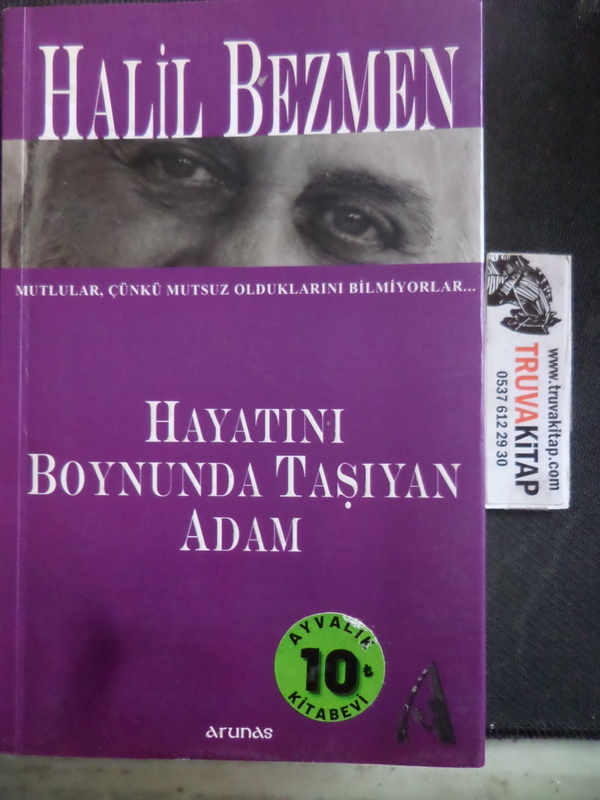 HALİL BEZMEN
MUTLULAR, ÇÜNKÜ MUTSUZ OLDUKLARINI BİLMİYORLAR...
HAYATINI
BOYNUNDA TAŞIYAN
ADAM
AYVALIK
10 ₺
KİTABEVİ
arunas
www.truvakitap.com
TRUVAKİTAP
0537 612 29 30